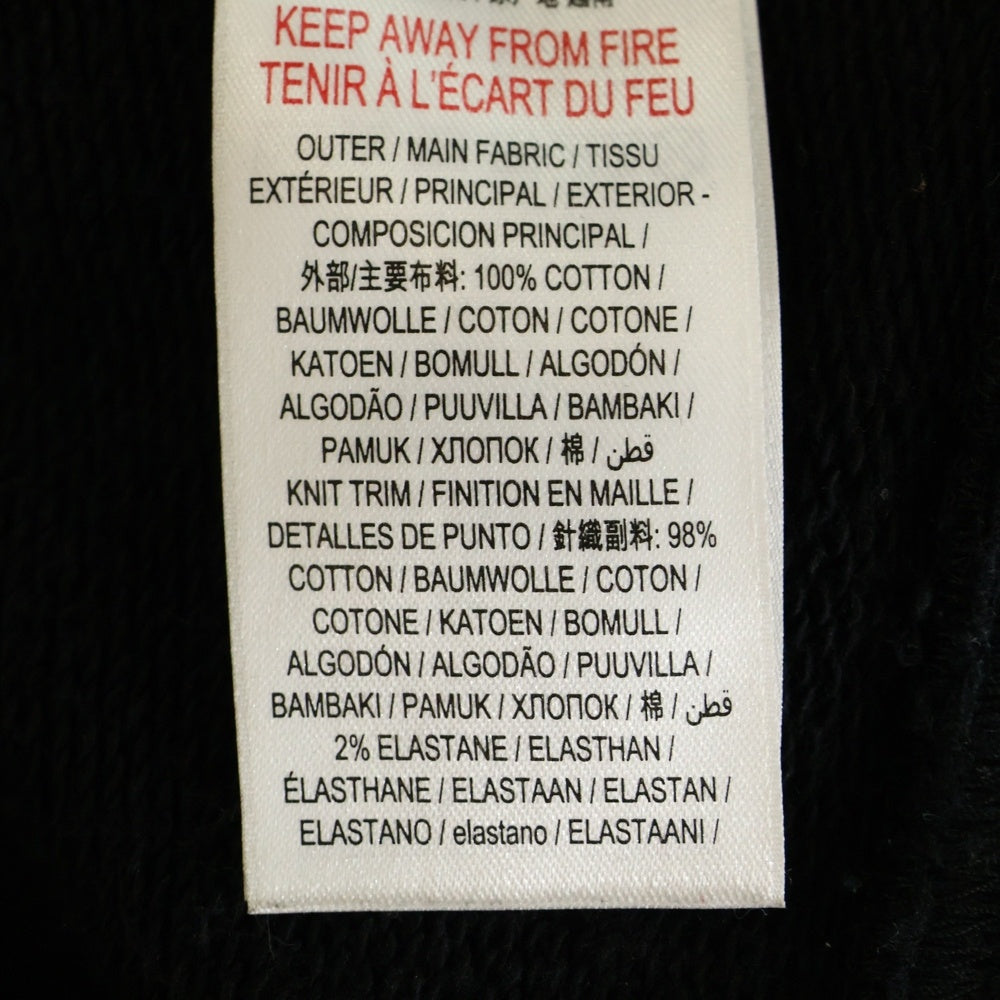 KEEP AWAY FROM FIRE
TENIR À L'ÉCART DU FEU
OUTER / MAIN FABRIC / TISSU
EXTÉRIEUR / PRINCIPAL / EXTERIOR -
COMPOSICION PRINCIPAL /
外部/主要布料: 100% COTTON /
BAUMWOLLE / COTON / COTONE /
KATOEN / BOMULL / ALGODÓN /
ALGODÃO / PUUVILLA / BAMBAKI /
PAMUK / ХЛОПОК / 棉 / قطن
KNIT TRIM / FINITION EN MAILLE /
DETALLES DE PUNTO / 針織副料: 98%
COTTON / BAUMWOLLE / COTON /
COTONE / KATOEN / BOMULL /
ALGODÓN / ALGODÃO / PUUVILLA /
BAMBAKI / PAMUK / ХЛОПОК / 棉 / قطن
2% ELASTANE / ELASTHAN /
ÉLASTHANE / ELASTAAN / ELASTAN /
ELASTANO / elastano / ELASTAANI /